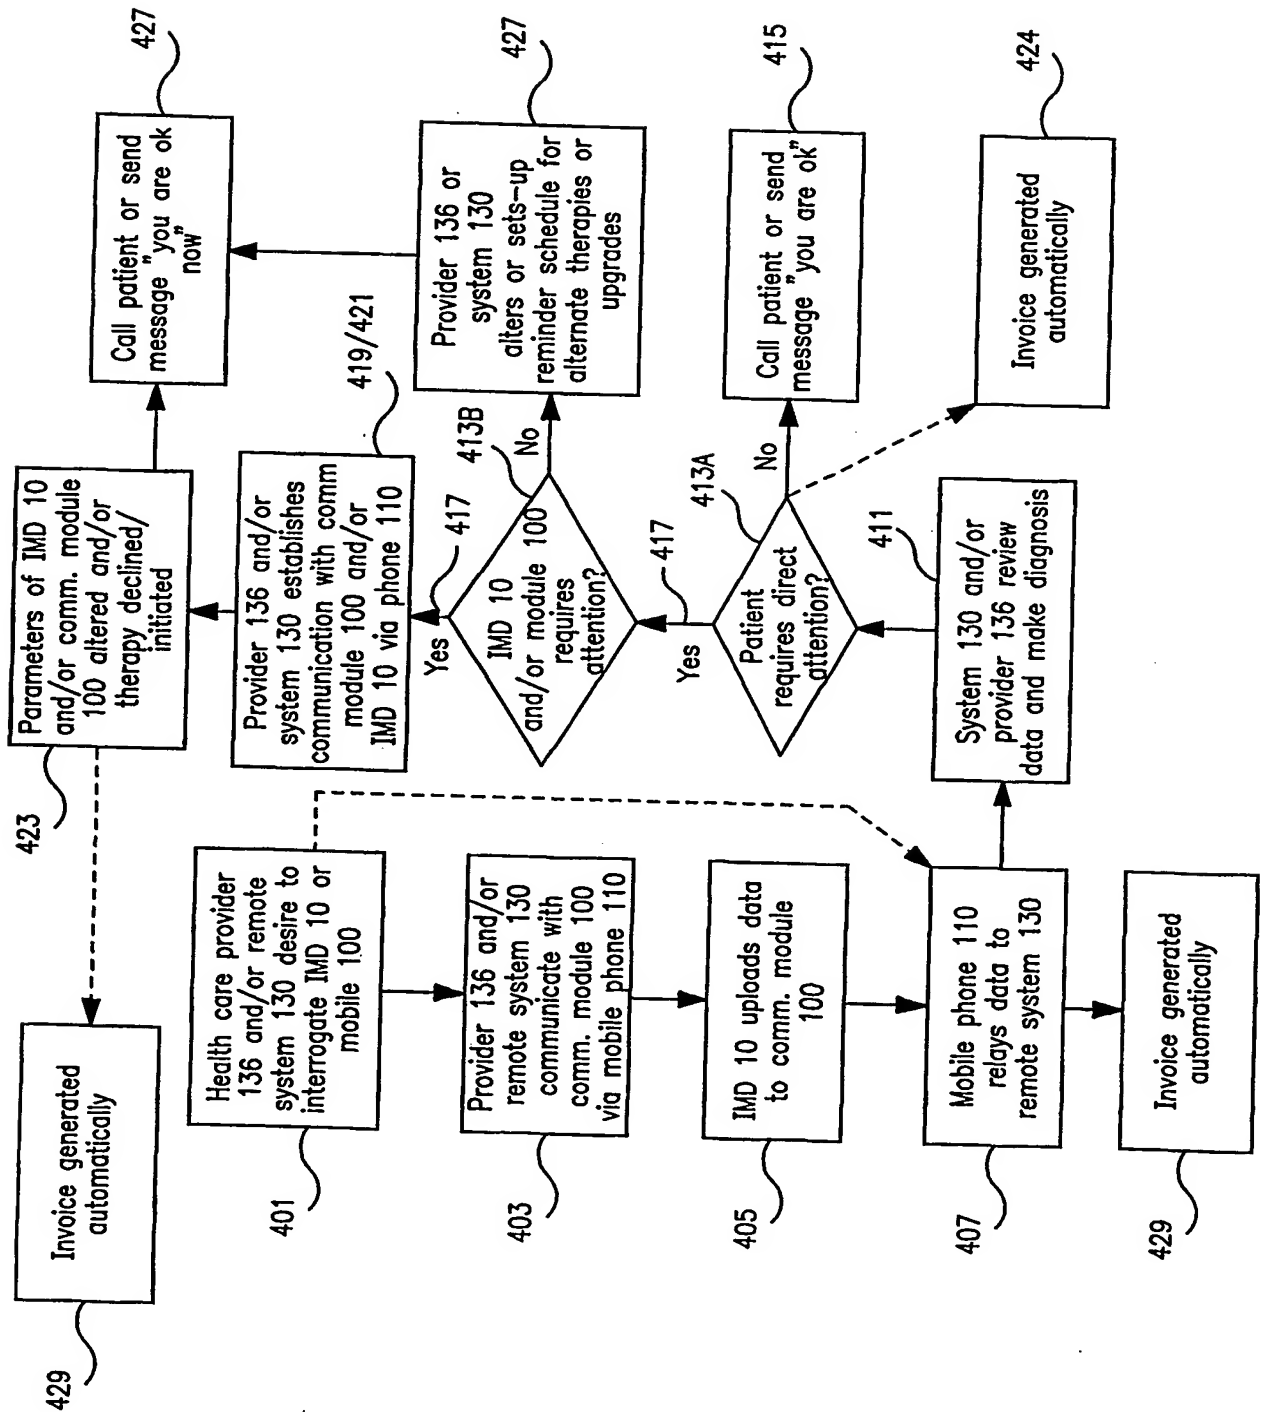 Health care provider
136 and/or remote
system 130 desire to
interrogate IMD 10 or
mobile 100
401
Provider 136 and/or
remote system 130
communicate with
comm. module 100
via mobile phone 110
403
IMD 10 uploads data
to comm. module
100
405
Mobile phone 110
relays data to
remote system 130
407
Invoice generated
automatically
429
System 130 and/or
provider 136 review
data and make diagnosis
411
Patient
requires direct
attention?
413A
No
Call patient or send
message "you are ok"
415
Invoice generated
automatically
424
Yes
417
IMD 10
and/or module 100
requires
attention?
413B
No
Provider 136 or
system 130
alters or sets-up
reminder schedule for
alternate therapies or
upgrades
427
Yes
417
Provider 136 and/or
system 130 establishes
communication with comm
module 100 and/or
IMD 10 via phone 110
419/421
Parameters of IMD 10
and/or comm. module
100 altered and/or
therapy declined/
initiated
423
Call patient or send
message "you are ok
now"
427
Invoice generated
automatically
429